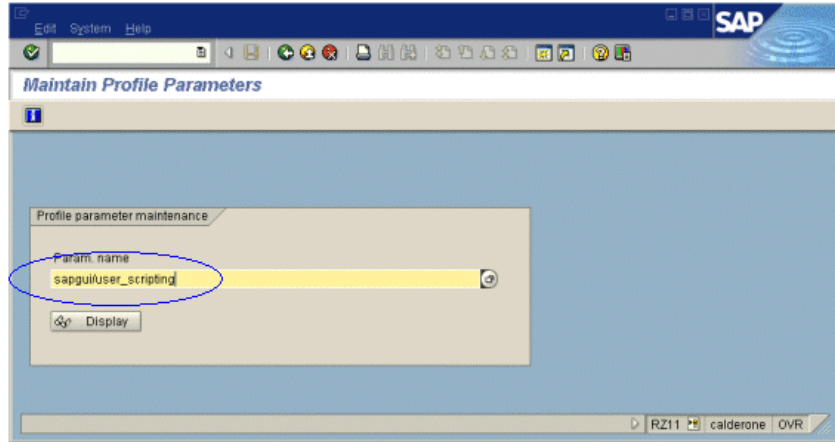 Edit System Help
SAP
Maintain Profile Parameters
Profile parameter maintenance
Param. name
sapgui/user_scripting
Display
RZ11 calderone OVR